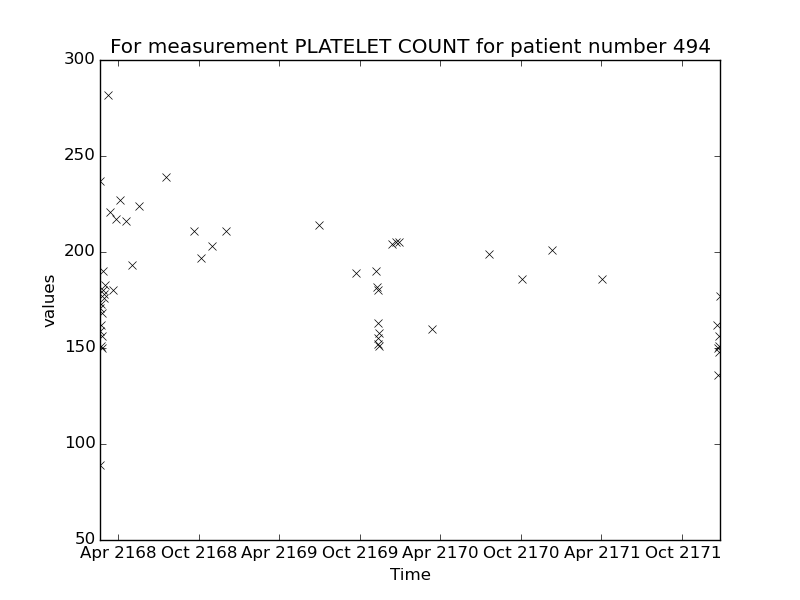 For measurement PLATELET COUNT for patient number 494
300
250
200
150
100
50
values
Apr 2168 Oct 2168 Apr 2169 Oct 2169 Apr 2170 Oct 2170 Apr 2171 Oct 2171
Time